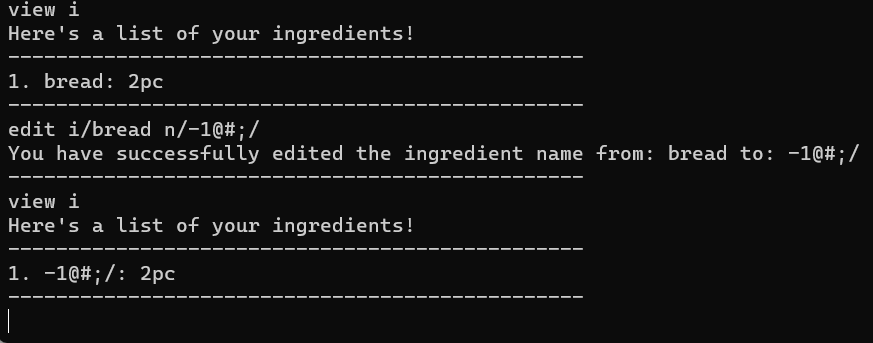 view i
Here's a list of your ingredients!
------------------------------------------------
1. bread: 2pc
------------------------------------------------
edit i/bread n/-1@#;/
You have successfully edited the ingredient name from: bread to: -1@#;/
------------------------------------------------
view i
Here's a list of your ingredients!
------------------------------------------------
1. -1@#;/: 2pc
------------------------------------------------